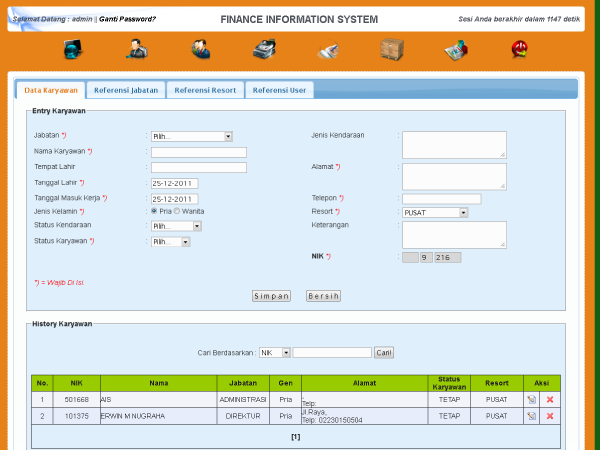 Selamat Datang : admin || Ganti Password?
FINANCE INFORMATION SYSTEM
Sesi Anda berakhir dalam 1147 detik
Data Karyawan Referensi Jabatan Referensi Resort Referensi User
Entry Karyawan
Jabatan *) : Pilih...
Nama Karyawan *) :
Tempat Lahir :
Tanggal Lahir *) : 25-12-2011
Tanggal Masuk Kerja *) : 25-12-2011
Jenis Kelamin *) : Pria Wanita
Status Kendaraan : Pilih...
Status Karyawan *) : Pilih...
Jenis Kendaraan :
Alamat *) :
Telepon *) :
Resort *) : PUSAT
Keterangan :
NIK *) : 9 216
*) = Wajib Di Isi.
Simpan Bersih
History Karyawan
Cari Berdasarkan : NIK Cari!
No. NIK Nama Jabatan Gen Alamat Status Karyawan Resort Aksi
1 501668 AIS ADMINISTRASI Pria -, Telp: TETAP PUSAT
2 101375 ERWIN M NUGRAHA DIREKTUR Pria Jl.Raya, Telp: 02230150504 TETAP PUSAT
[1]